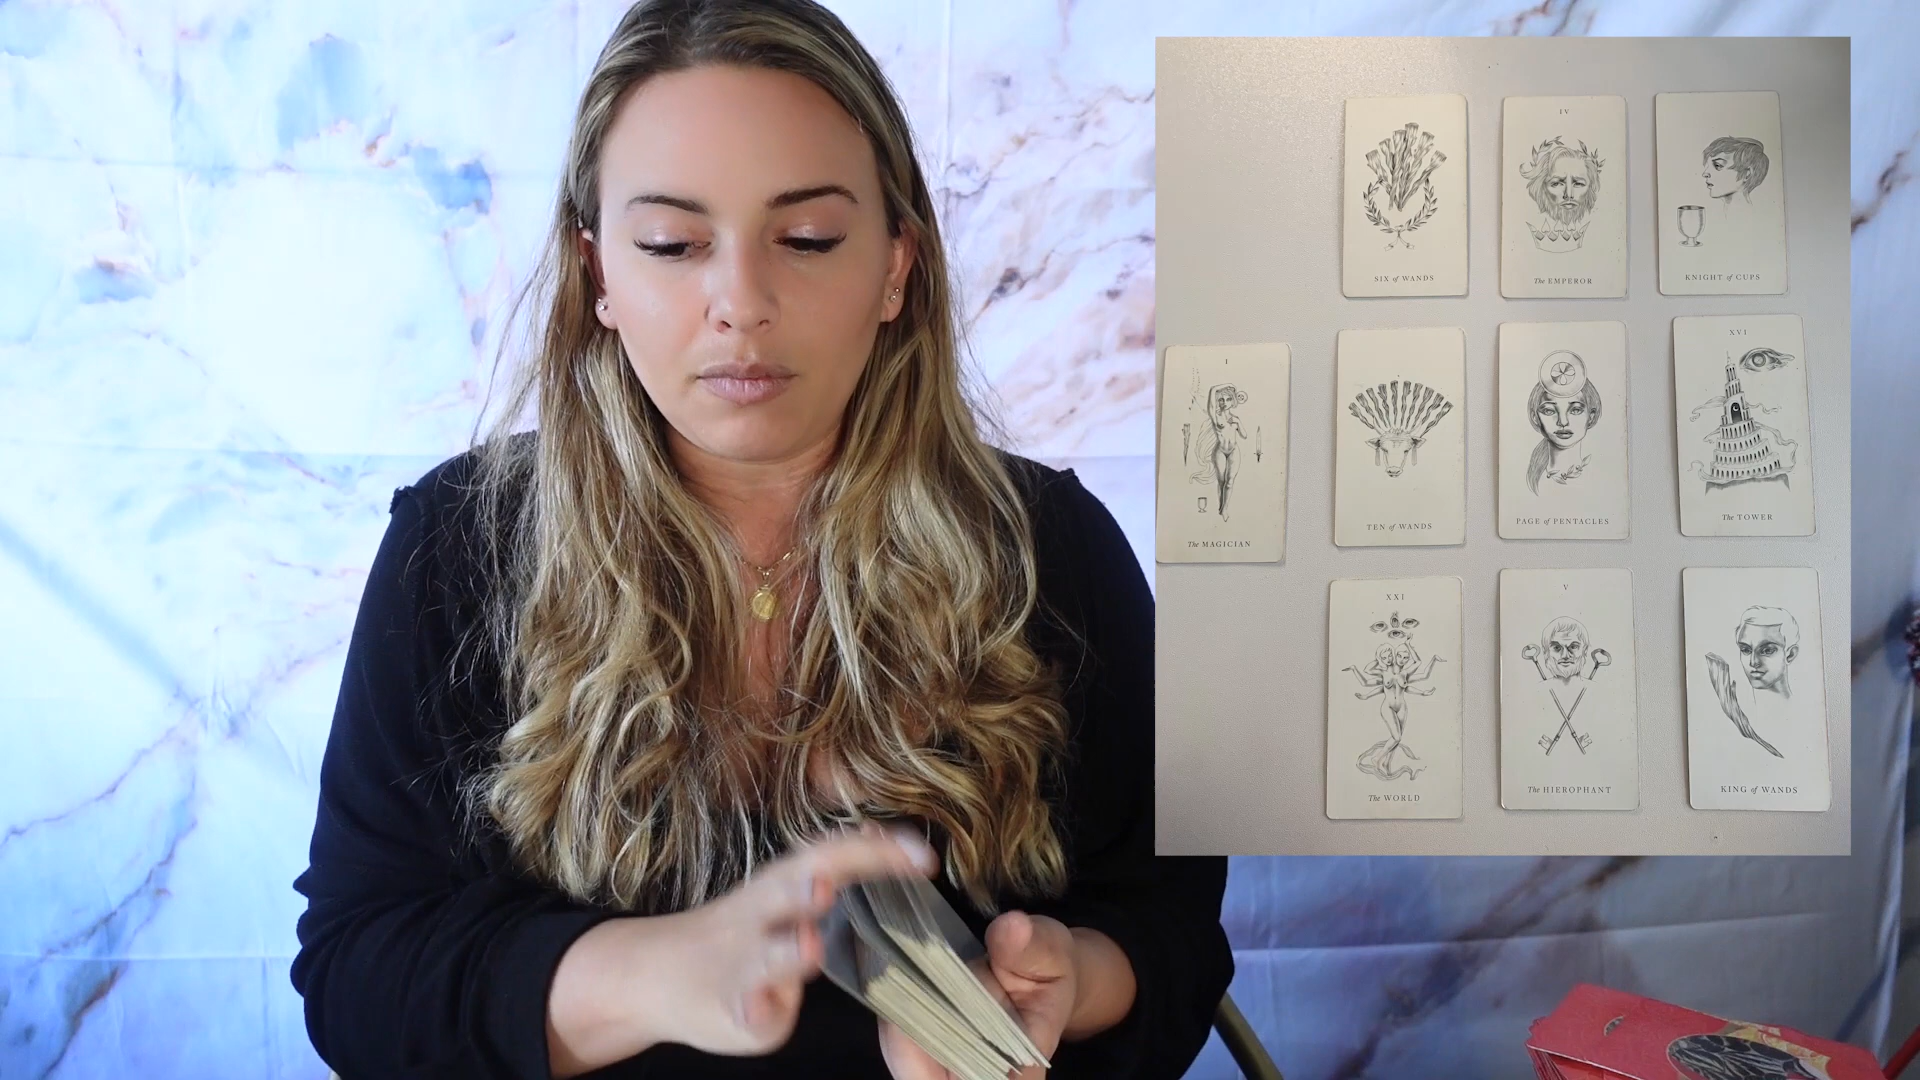 SIX of WANDS
IV
The EMPEROR
KNIGHT of CUPS
I
The MAGICIAN
TEN of WANDS
PAGE of PENTACLES
XVI
The TOWER
XXI
The WORLD
V
The HIEROPHANT
KING of WANDS